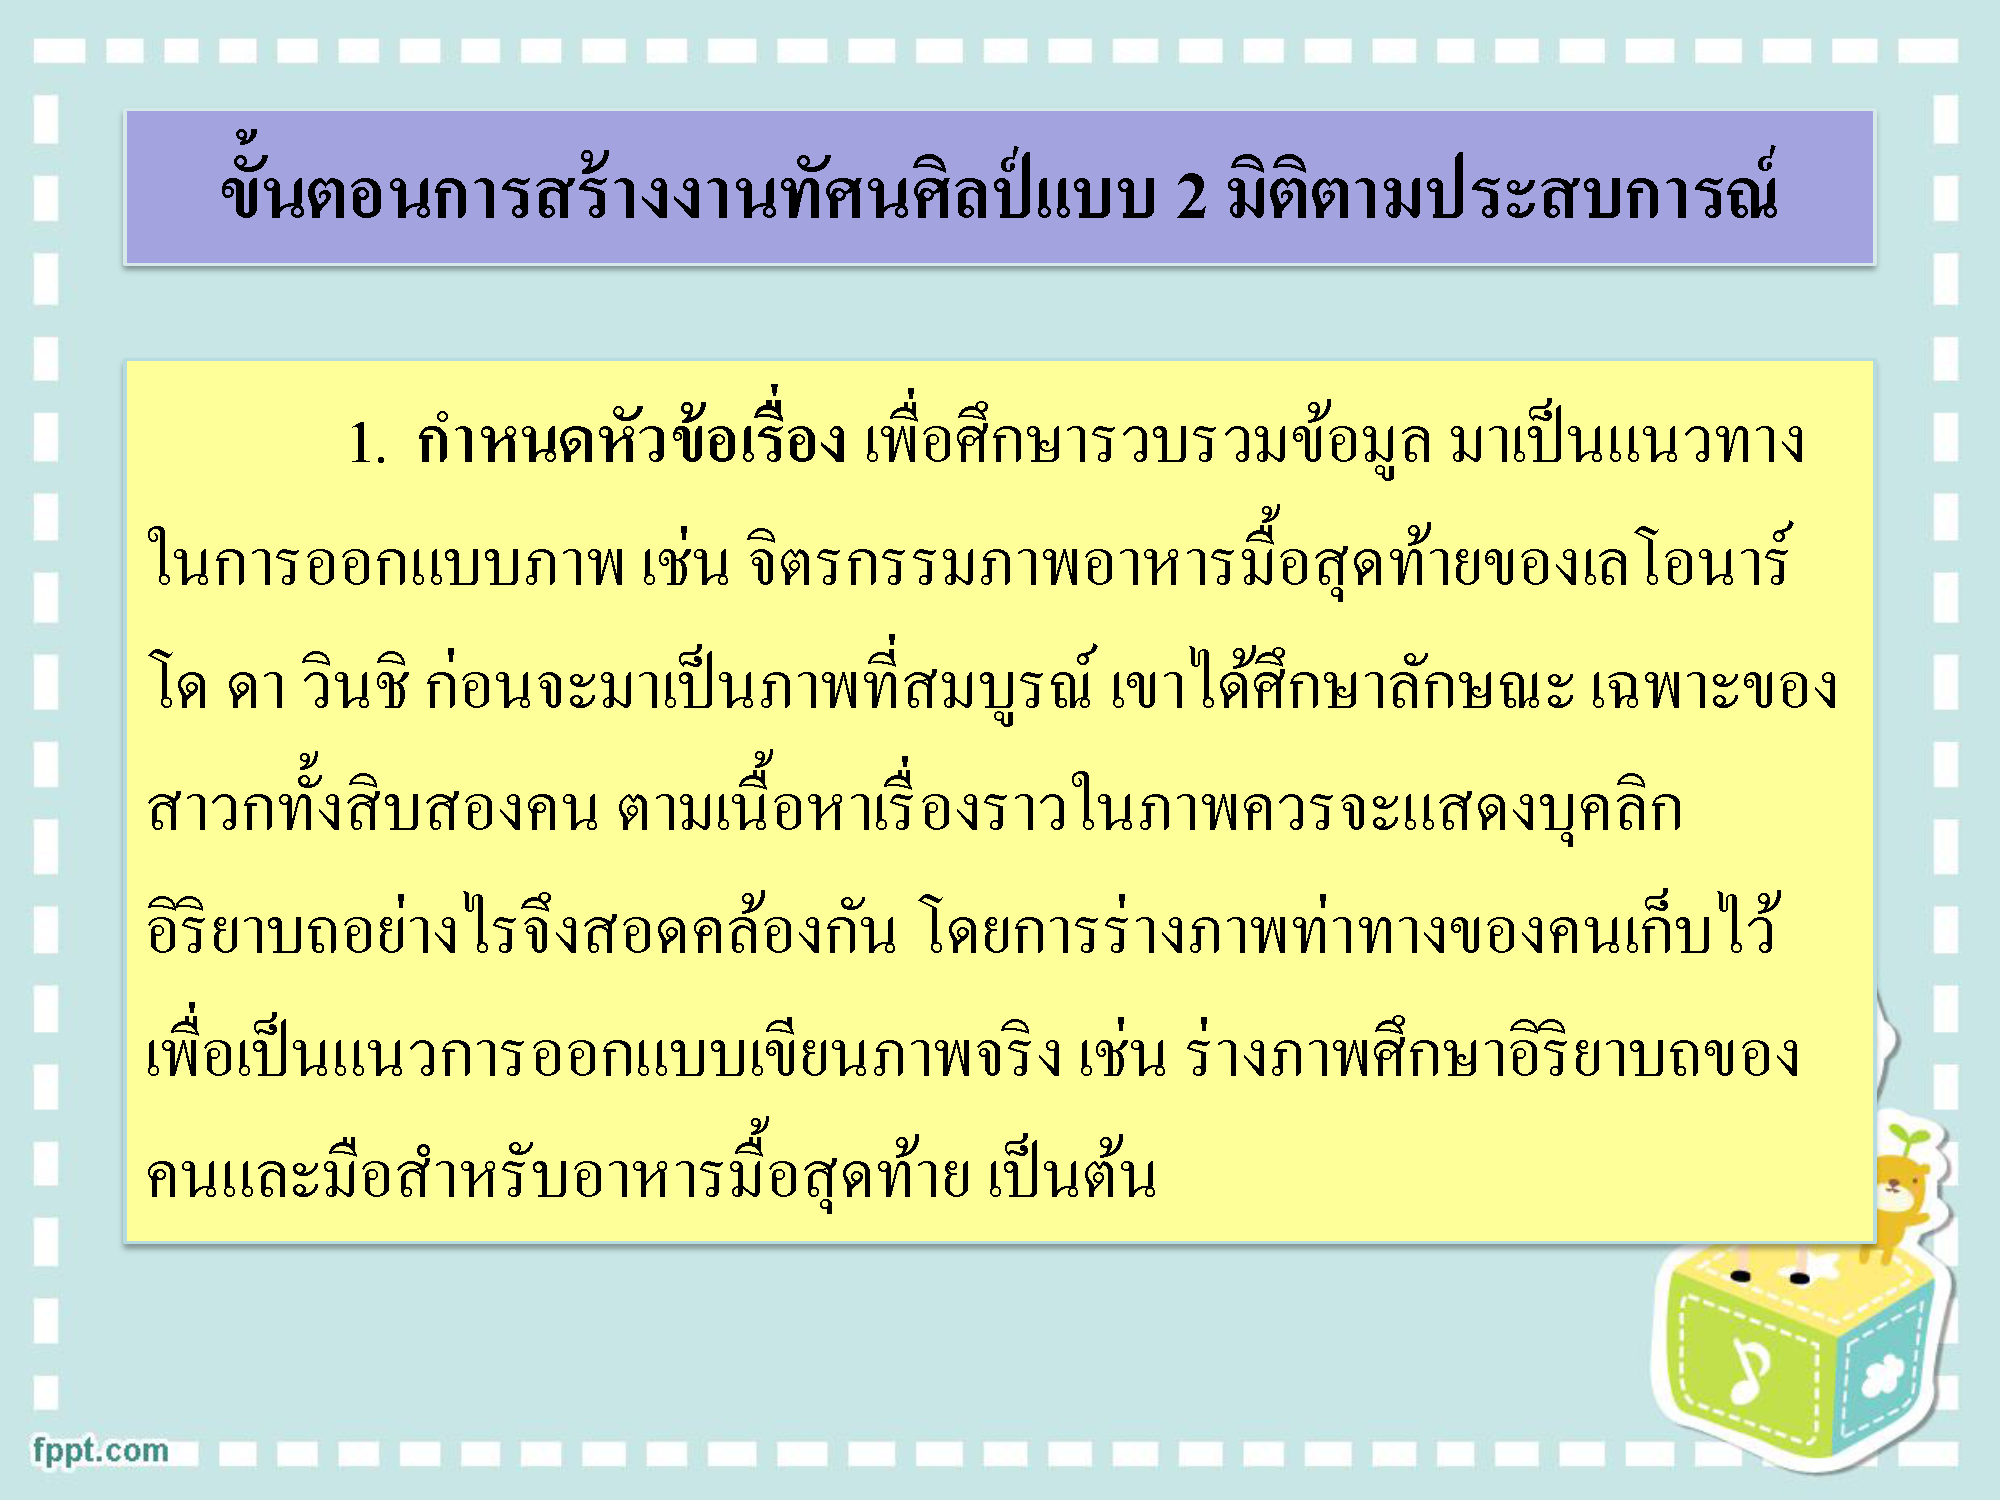 ขั้นตอนการสร้างงานทัศนศิลป์แบบ 2 มิติตามประสบการณ์
1. กำหนดหัวข้อเรื่อง เพื่อศึกษารวบรวมข้อมูล มาเป็นแนวทาง
ในการออกแบบภาพ เช่น จิตรกรรมภาพอาหารมื้อสุดท้ายของเลโอนาร์
โด ดา วินชิ ก่อนจะมาเป็นภาพที่สมบูรณ์ เขาได้ศึกษาลักษณะ เฉพาะของ
สาวกทั้งสิบสองคน ตามเนื้อหาเรื่องราวในภาพควรจะแสดงบุคลิก
อิริยาบถอย่างไรจึงสอดคล้องกัน โดยการร่างภาพท่าทางของคนเก็บไว้
เพื่อเป็นแนวการออกแบบเขียนภาพจริง เช่น ร่างภาพศึกษาอิริยาบถของ
คนและมือสำหรับอาหารมื้อสุดท้าย เป็นต้น
fppt.com